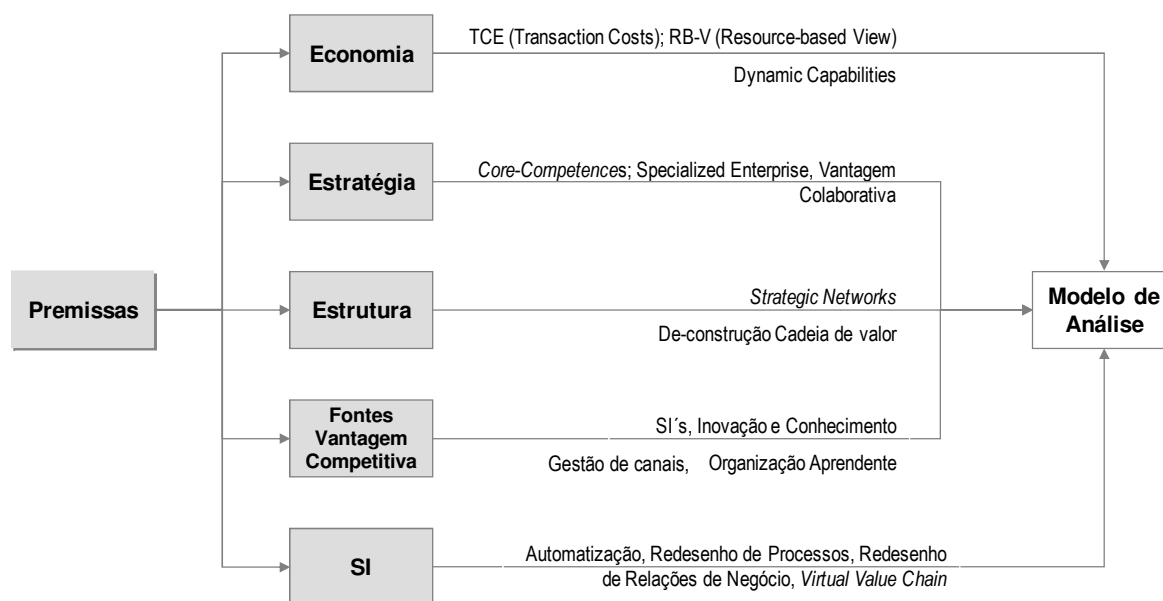 Economia
TCE (Transaction Costs); RB-V (Resource-based View)
Dynamic Capabilities
Estratégia
Core-Competences; Specialized Enterprise, Vantagem
Colaborativa
Premissas
Estrutura
Strategic Networks
De-construção Cadeia de valor
Modelo de
Análise
Fontes
Vantagem
Competitiva
SI´s, Inovação e Conhecimento
Gestão de canais, Organização Aprendente
SI
Automatização, Redesenho de Processos, Redesenho
de Relações de Negócio, Virtual Value Chain